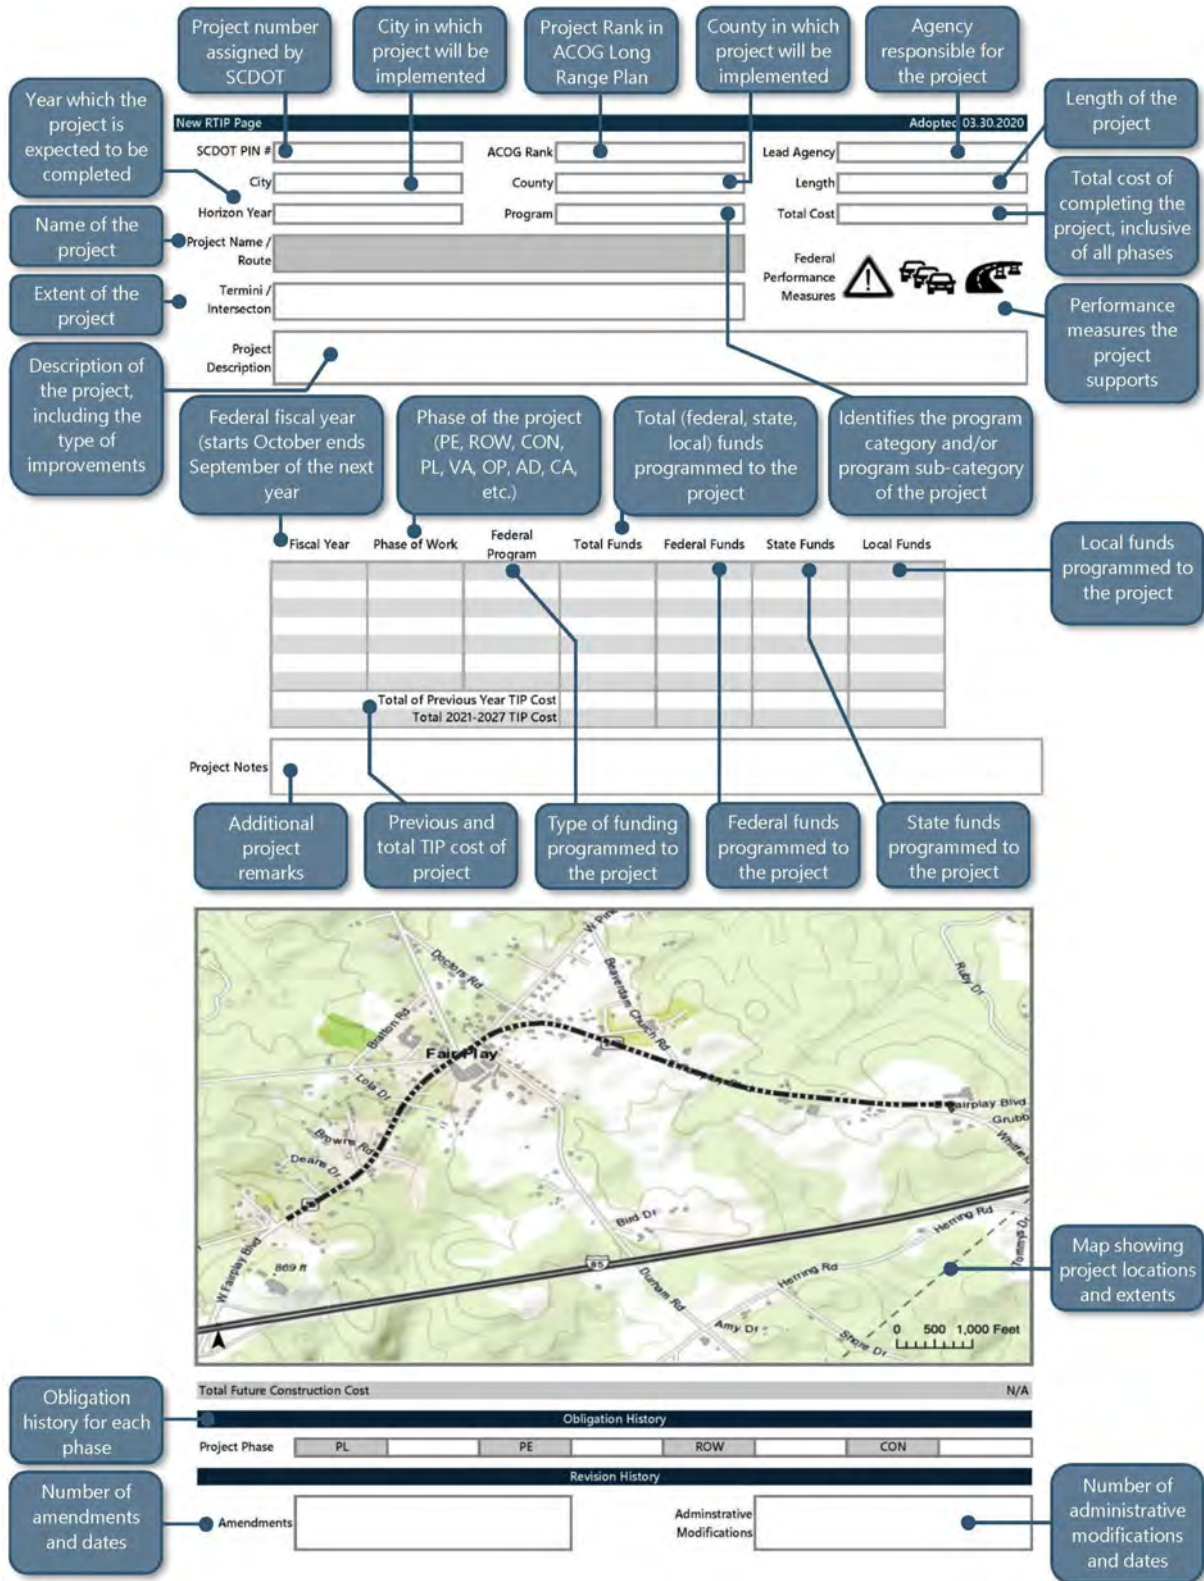 Project number
assigned by
SCDOT
City in which
project will be
implemented
Project Rank in
ACOG Long
Range Plan
County in which
project will be
implemented
Agency
responsible for
the project
Year which the
project is
expected to be
completed
Length of the
project
New RTIP Page
Adopted 03.30.2020
SCDOT PIN #
ACOG Rank
Lead Agency
City
County
Length
Horizon Year
Program
Total Cost
Total cost of
completing the
project, inclusive
of all phases
Name of the
project
Project Name /
Route
Federal
Performance
Measures
Extent of the
project
Termini /
Intersecton
Performance
measures the
project
supports
Project
Description
Description of
the project,
including the
type of
improvements
Federal fiscal year
(starts October ends
September of the next
year
Phase of the project
(PE, ROW, CON,
PL, VA, OP, AD, CA,
etc.)
Total (federal, state,
local) funds
programmed to the
project
Identifies the program
category and/or
program sub-category
of the project
Fiscal Year
Phase of Work
Federal
Program
Total Funds
Federal Funds
State Funds
Local Funds
Local funds
programmed to
the project
Total of Previous Year TIP Cost
Total 2021-2027 TIP Cost
Project Notes
Additional
project
remarks
Previous and
total TIP cost of
project
Type of funding
programmed to
the project
Federal funds
programmed to
the project
State funds
programmed to
the project
W Pine
Doctors Rd
Beaverdam Church Rd
Ruby Dr
Bratton Rd
Fair Play
Lola Dr
Fairplay Blvd
Grubb
Whitfield
Browns Rd
Deans Dr
Bird Dr
Herring Rd
Tommys Dr
W Fairplay Blvd
869 ft
85
Durham Rd
Herring Rd
Amy Dr
Shore Dr
0 500 1,000 Feet
Map showing
project locations
and extents
Total Future Construction Cost
N/A
Obligation
history for each
phase
Obligation History
Project Phase
PL
PE
ROW
CON
Revision History
Number of
amendments
and dates
Amendments
Adminstrative
Modifications
Number of
administrative
modifications
and dates